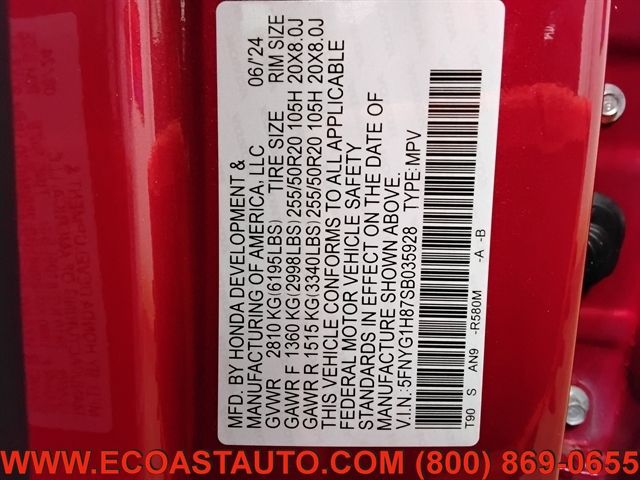 MFD. BY HONDA DEVELOPMENT & 06/'24
MANUFACTURING OF AMERICA, LLC
GVWR 2810 KG(6195LBS) TIRE SIZE RIM SIZE
GAWR F 1360 KG(2998LBS) 255/50R20 105H 20X8.0J
GAWR R 1515 KG(3340LBS) 255/50R20 105H 20X8.0J
THIS VEHICLE CONFORMS TO ALL APPLICABLE
FEDERAL MOTOR VEHICLE SAFETY
STANDARDS IN EFFECT ON THE DATE OF
MANUFACTURE SHOWN ABOVE.
V.I.N.:5FNYG1H87SB035928 TYPE:MPV
T90 S AN9 -R580M -A -B
WWW.ECOASTAUTO.COM (800) 869-0655